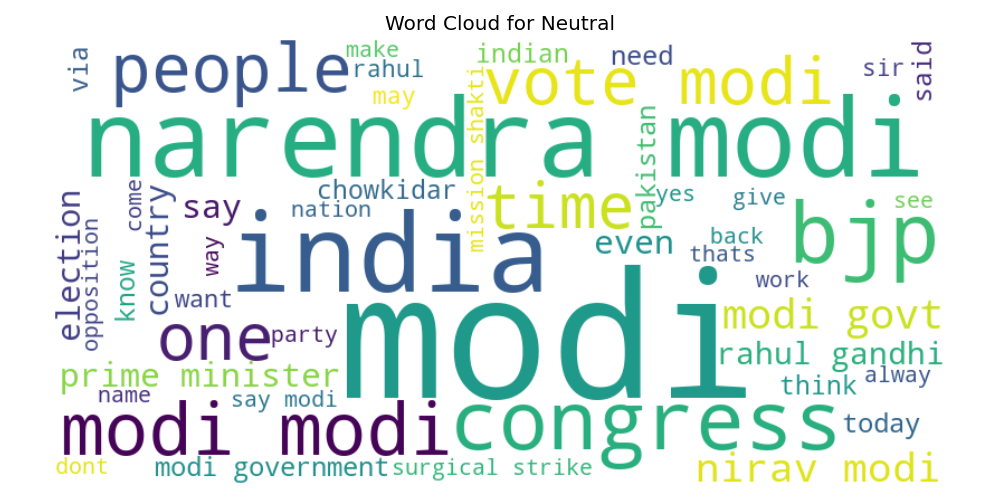 Word Cloud for Neutral
via
people
make
rahul
may
indian
need
sir
said
vote modi
mission shakti
narendra modi
pakistan
chowkidar
nation
time
yes
give
see
come
country
say
way
india
even
back
thats
bjp
election
opposition
know
want
work
one
party
modi
modi govt
rahul gandhi
prime minister
name
say modi
think
alway
modi modi
congress
today
dont
modi government
surgical strike
nirav modi